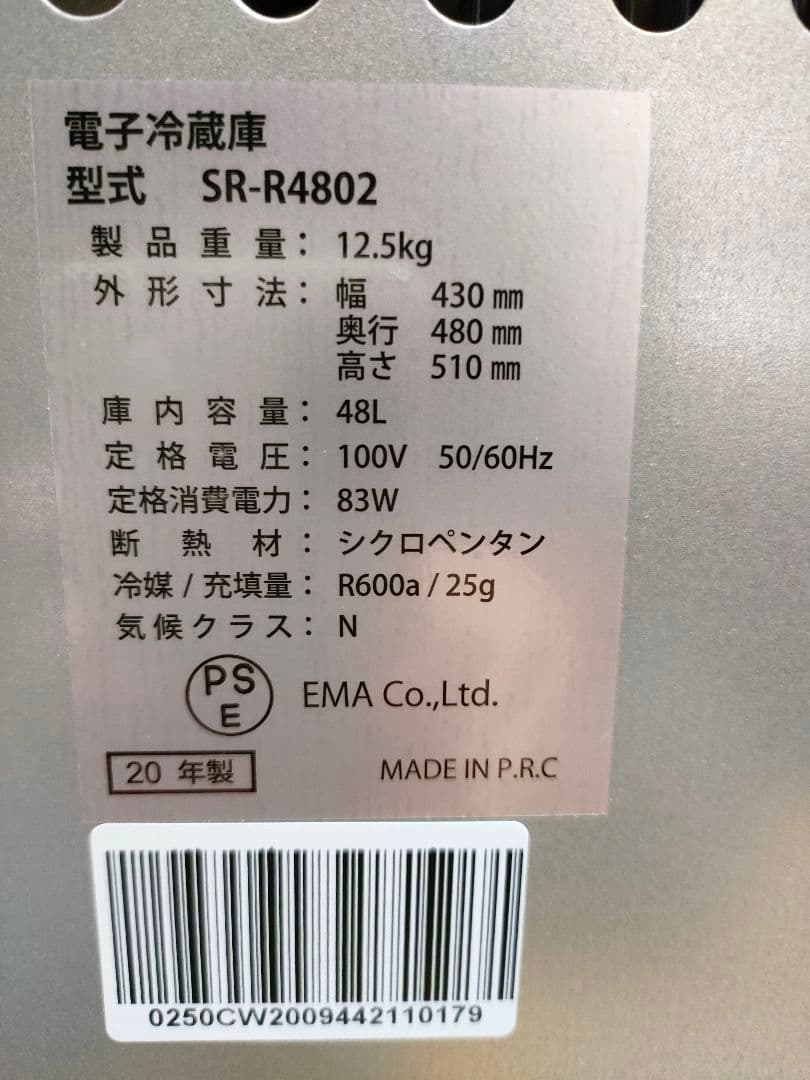 電子冷蔵庫
型式 SR-R4802
製品重量： 12.5kg
外形寸法： 幅 430㎜
奥行 480㎜
高さ 510㎜
庫内容量： 48L
定格電圧： 100V 50/60Hz
定格消費電力： 83W
断熱材： シクロペンタン
冷媒/充填量： R600a/25g
気候クラス： N
PS
E
EMA Co.,Ltd.
20 年製
MADE IN P.R.C
0250CW2009442110179